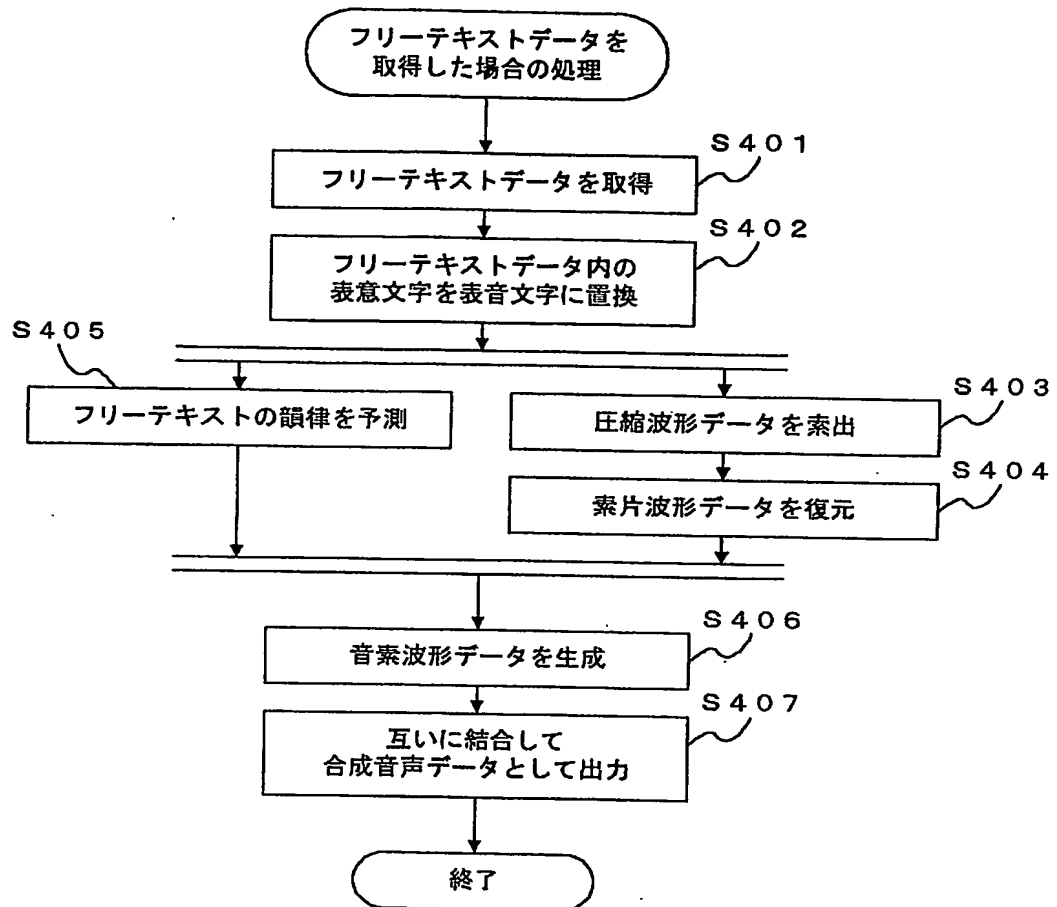 フリーテキストデータを
取得した場合の処理
S401
フリーテキストデータを取得
S402
フリーテキストデータ内の
表意文字を表音文字に置換
S405
フリーテキストの韻律を予測
S403
圧縮波形データを索出
S404
素片波形データを復元
S406
音素波形データを生成
S407
互いに結合して
合成音声データとして出力
終了